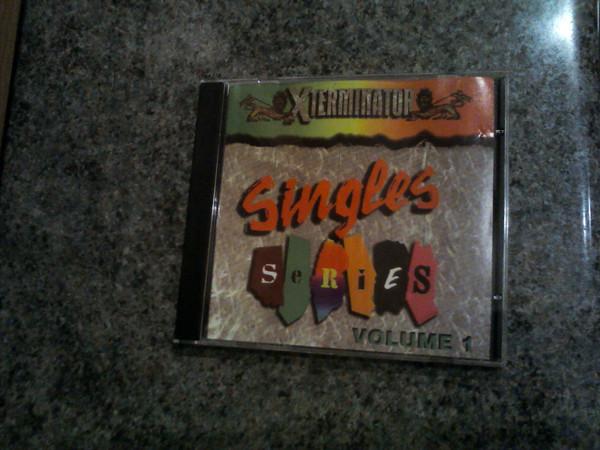 XTERMINATOR
Singles
SeRiES
VOLUME 1